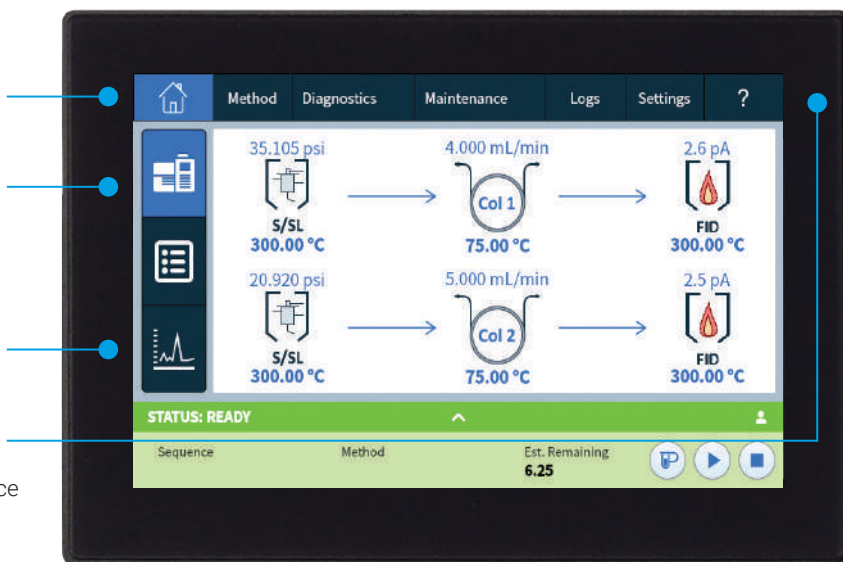 Method Diagnostics Maintenance Logs Settings ?
35.105 psi 4.000 mL/min 2.6 pA
Col 1
S/SL FID
300.00 °C 75.00 °C 300.00 °C
20.920 psi 5.000 mL/min 2.5 pA
Col 2
S/SL FID
300.00 °C 75.00 °C 300.00 °C
STATUS: READY
Sequence Method Est. Remaining
6.25
ce